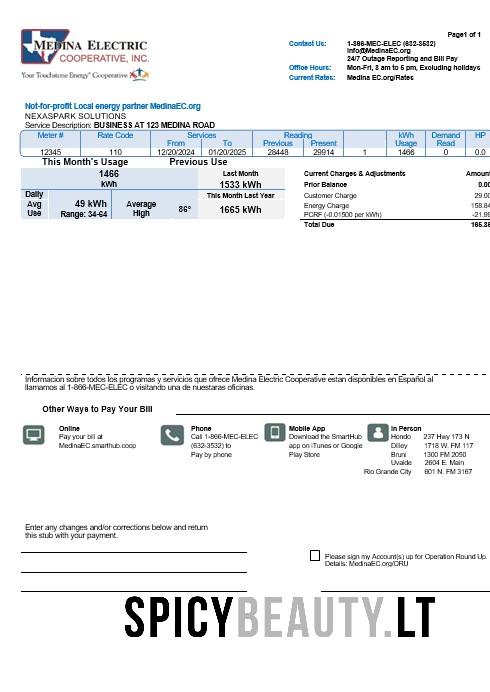 Page1 of 1
MEDINA ELECTRIC
COOPERATIVE, INC.
Your Touchstone Energy® Cooperative
Contact Us: 1-866-MEC-ELEC (632-3532)
Info@MedinaEC.org
24/7 Outage Reporting and Bill Pay
Office Hours: Mon-Fri, 8 am to 5 pm, Excluding holidays
Current Rates: Medina EC.org/Rates
Not-for-profit Local energy partner MedinaEC.org
NEXASPARK SOLUTIONS
Service Description: BUSINESS AT 123 MEDINA ROAD
Meter # Rate Code Services Reading kWh Demand HP
From To Previous Present Usage Read
12345 110 12/20/2024 01/20/2025 28448 29914 1 1466 0 0.0
This Month's Usage Previous Use
1466
kWh
Last Month
1533 kWh
Daily
Avg
Use
49 kWh
Range: 34-64
Average
High
86°
This Month Last Year
1665 kWh
Current Charges & Adjustments Amount
Prior Balance 0.00
Customer Charge 29.00
Energy Charge 158.84
PCRF (-0.01500 per kWh) -21.99
Total Due
Informacion sobre todos los programas y servicios que ofrece Medina Electric Cooperative estan disponibles en Español al
llamamos al 1-866-MEC-ELEC o visitando una de nuestaras oficinas.
Other Ways to Pay Your Bill
Online
Pay your bill at
MedinaEC.smarthub.coop
Phone
Call 1-866-MEC-ELEC
(632-3532) to
Pay by phone
Mobile App
Download the SmartHub
app on iTunes or Google
Play Store
In Person
Hondo 237 Hwy 173 N
Dilley 1718 W. FM 117
Bruni 1300 FM 2050
Uvalde 2604 E. Main
Rio Grande City 601 N. FM 3167
Enter any changes and/or corrections below and return
this stub with your payment.
Please sign my Account(s) up for Operation Round Up.
Details: MedinaEC.org/ORU
SPICYBEAUTY.LT